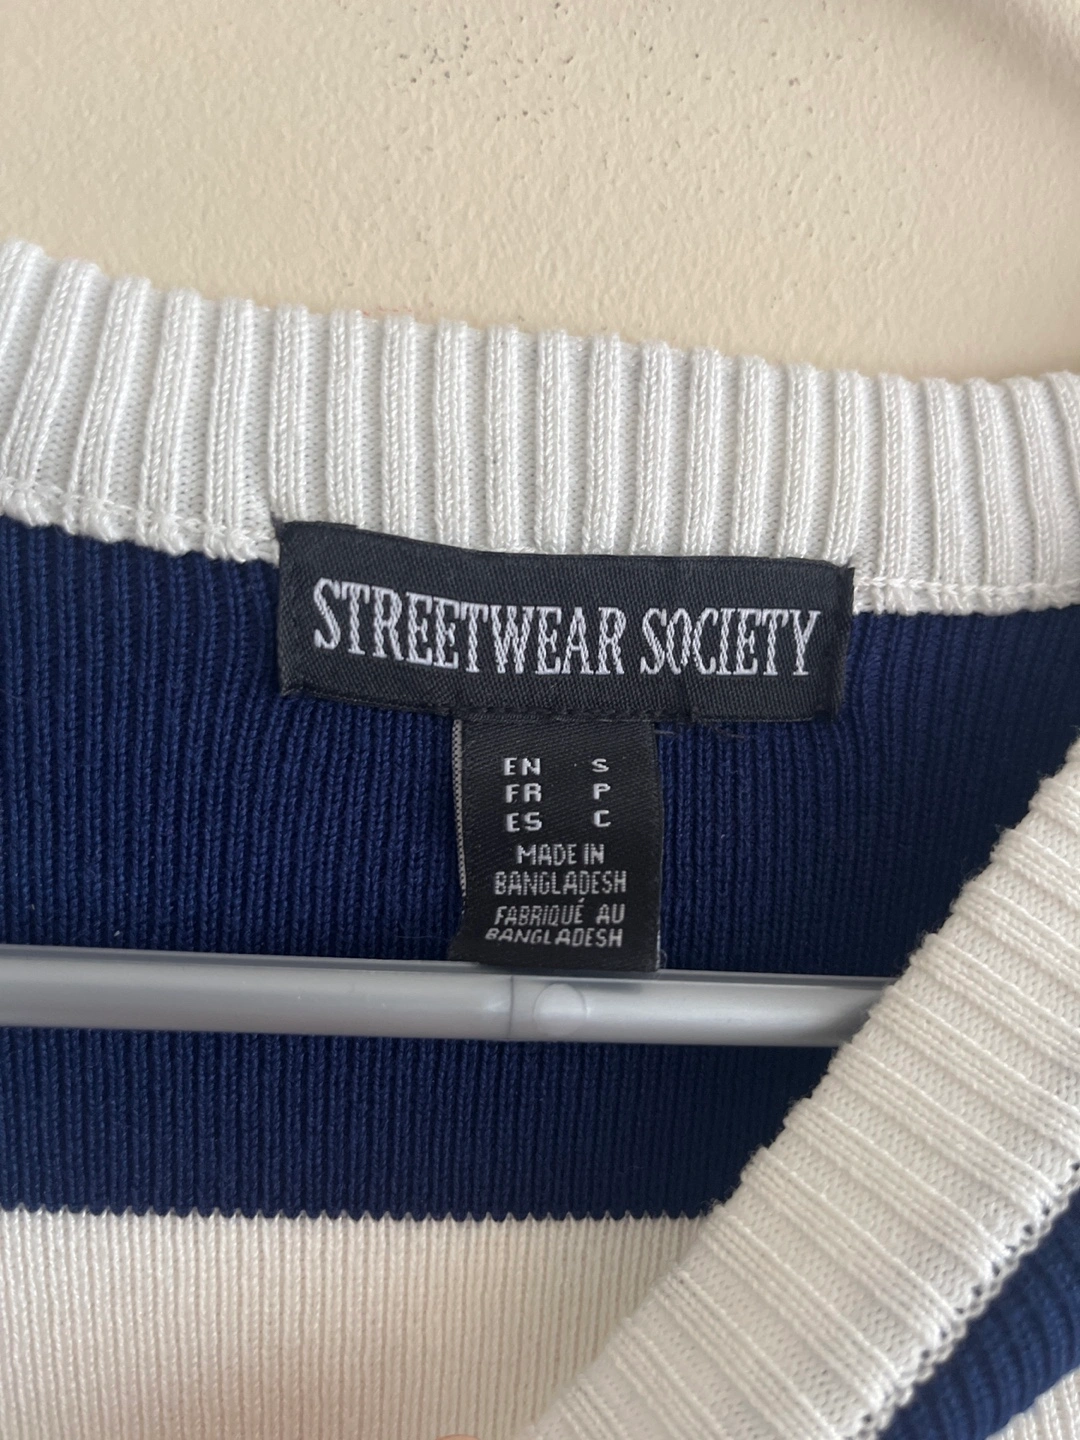 STREETWEAR SOCIETY
EN S
FR P
ES C
MADE IN
BANGLADESH
FABRIQUÉ AU
BANGLADESH